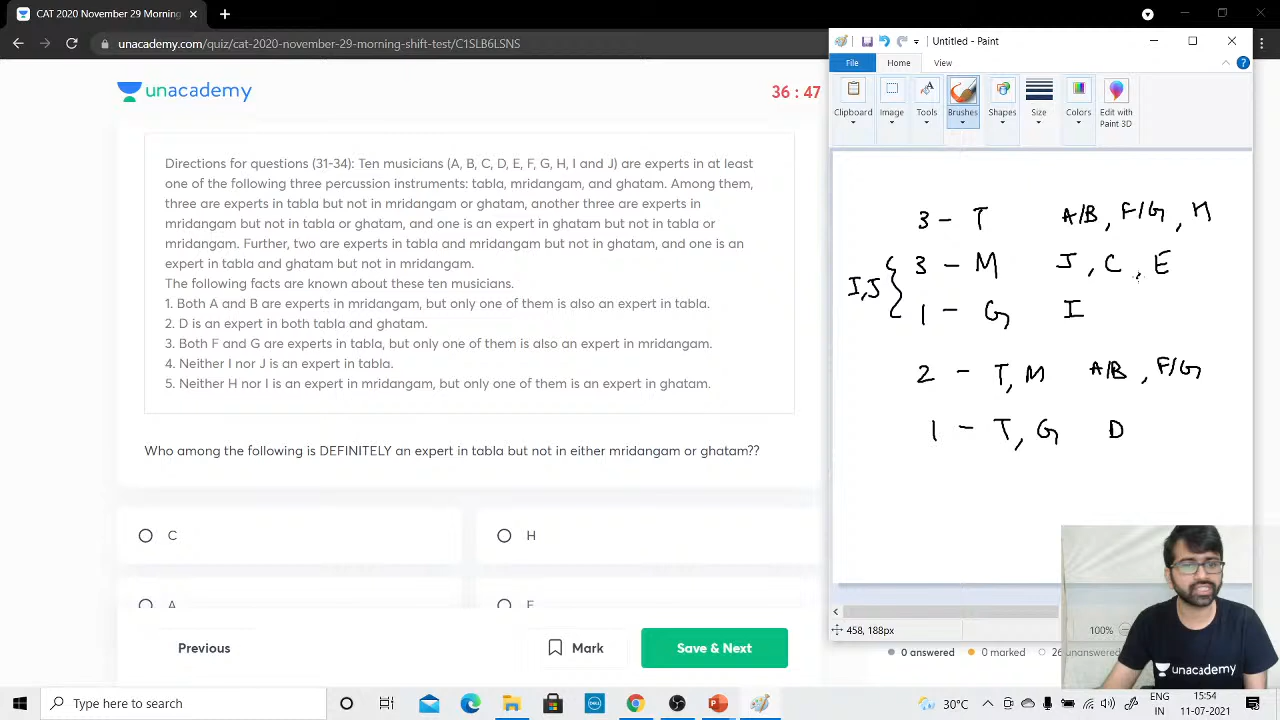 CAT 2020 November 29 Morning
unacademy.com/quiz/cat-2020-november-29-morning-shift-test/C1SLB6LSNS
unacademy
36 : 47
Directions for questions (31-34): Ten musicians (A, B, C, D, E, F, G, H, I and J) are experts in at least
one of the following three percussion instruments: tabla, mridangam, and ghatam. Among them,
three are experts in tabla but not in mridangam or ghatam, another three are experts in
mridangam but not in tabla or ghatam, and one is an expert in ghatam but not in tabla or
mridangam. Further, two are experts in tabla and mridangam but not in ghatam, and one is an
expert in tabla and ghatam but not in mridangam.
The following facts are known about these ten musicians.
1. Both A and B are experts in mridangam, but only one of them is also an expert in tabla.
2. D is an expert in both tabla and ghatam.
3. Both F and G are experts in tabla, but only one of them is also an expert in mridangam.
4. Neither I nor J is an expert in tabla.
5. Neither H nor I is an expert in mridangam, but only one of them is an expert in ghatam.
Who among the following is DEFINITELY an expert in tabla but not in either mridangam or ghatam??
C
H
A
F
Previous
Mark
Save & Next
0 answered
0 marked
26 unanswered
Untitled - Paint
File
Home
View
Clipboard
Image
Tools
Brushes
Shapes
Size
Colors
Edit with
Paint 3D
3 - T A/B, F/G, H
I,J { 3 - M J, C, E
1 - G I
2 - T, M A/B, F/G
1 - T, G D
458, 188px
100%
unacademy
Type here to search
30°C
ENG
IN
15:54
11-07-2021